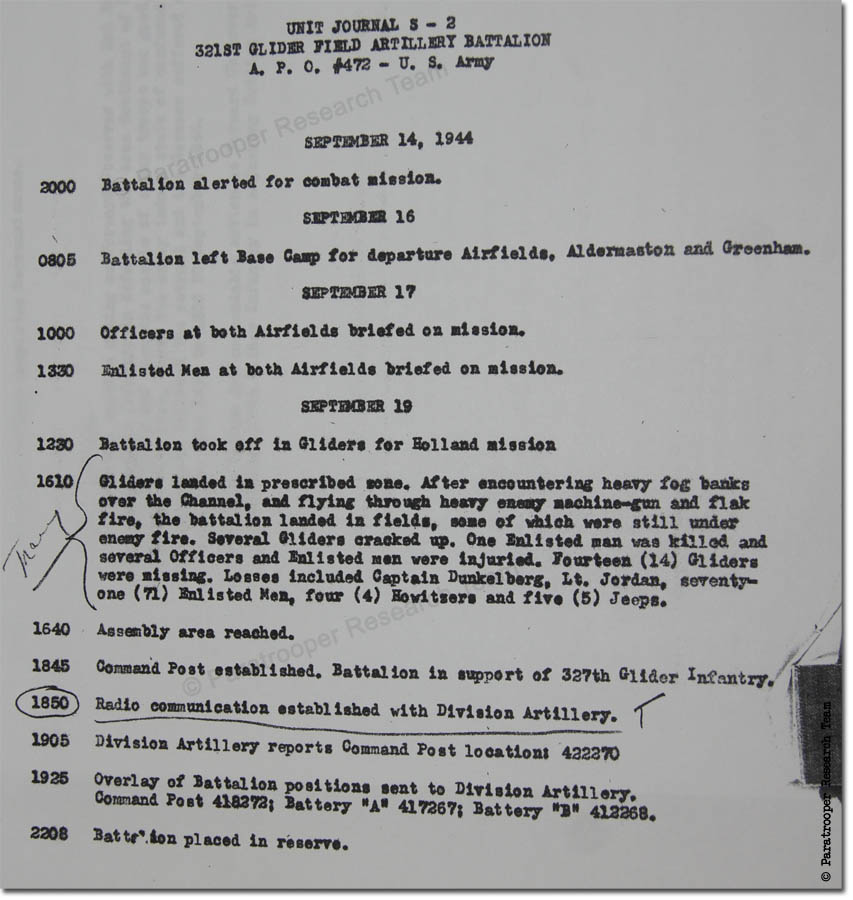 UNIT JOURNAL S - 2
321ST GLIDER FIELD ARTILLERY BATTALION
A. P. O. #472 - U. S. Army
SEPTEMBER 14, 1944
2000 Battalion alerted for combat mission.
SEPTEMBER 16
0805 Battalion left Base Camp for departure Airfields, Aldermaston and Greenham.
SEPTEMBER 17
1000 Officers at both Airfields briefed on mission.
1330 Enlisted Men at both Airfields briefed on mission.
SEPTEMBER 19
1230 Battalion took off in Gliders for Holland mission
1610 Gliders landed in prescribed zone. After encountering heavy fog banks
over the Channel, and flying through heavy enemy machine-gun and flak
fire, the battalion landed in fields, some of which were still under
enemy fire. Several Gliders cracked up. One Enlisted man was killed and
several Officers and Enlisted men were injured. Fourteen (14) Gliders
were missing. Losses included Captain Dunkelberg, Lt. Jordan, seventy-
one (71) Enlisted Men, four (4) Howitzers and five (5) Jeeps.
1640 Assembly area reached.
1845 Command Post established. Battalion in support of 327th Glider Infantry.
1850 Radio communication established with Division Artillery. T
1905 Division Artillery reports Command Post location: 422270
1925 Overlay of Battalion positions sent to Division Artillery.
Command Post 418272; Battery "A" 417267; Battery "B" 412268.
2208 Battalion placed in reserve.
© Paratrooper Research Team
© Paratrooper Research Team
© Paratrooper Research Team